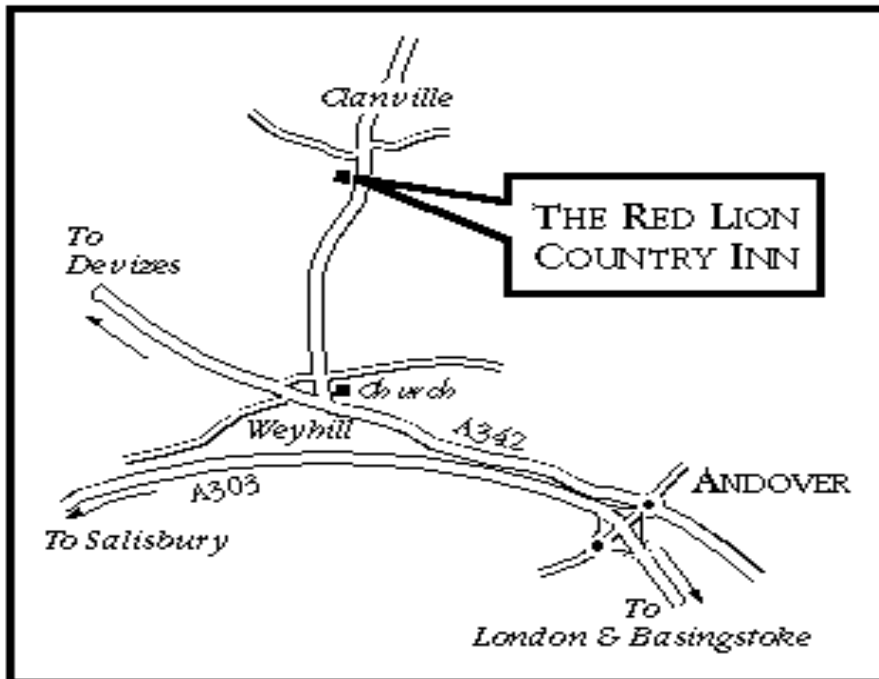 Clanville
THE RED LION
COUNTRY INN
To
Devizes
Church
Weyhill
A342
A303
ANDOVER
To Salisbury
To
London & Basingstoke